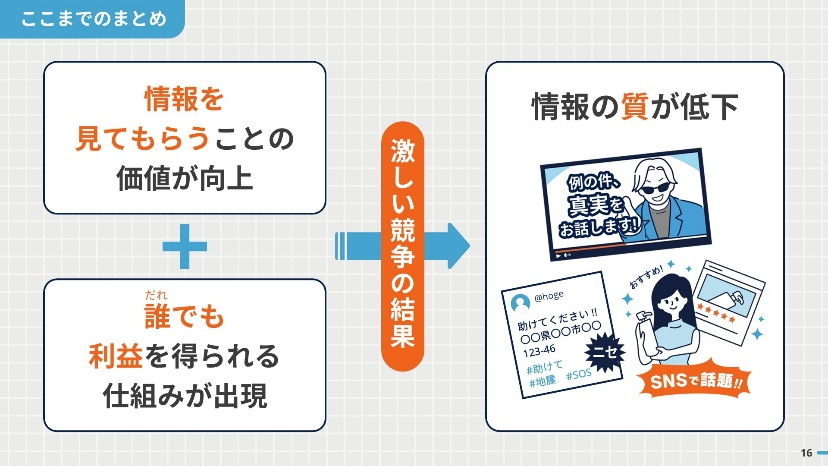 ここまでのまとめ
情報を
見てもらうことの
価値が向上
+
だれ
誰でも
利益を得られる
仕組みが出現
激しい競争の結果
情報の質が低下
例の件、
真実を
お話します!
@hoge
助けてください!!
〇〇県〇〇市〇〇
123-46
#助けて
#地震 #SOS
ニセ
おすすめ!
★★★★★
SNSで話題!!
16